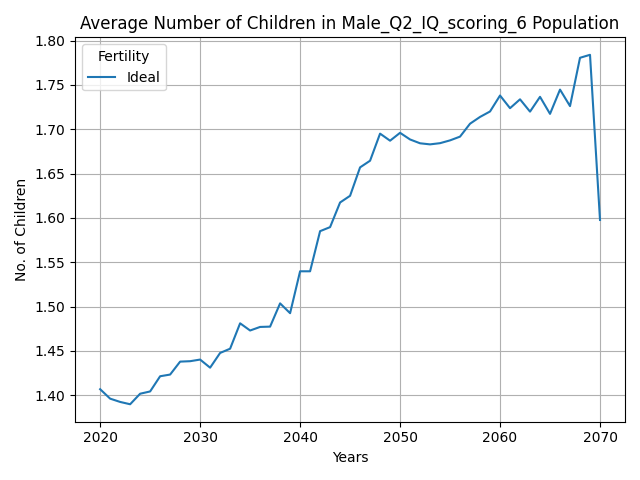 Average Number of Children in Male_Q2_IQ_scoring_6 Population
Fertility
Ideal
No. of Children
1.80
1.75
1.70
1.65
1.60
1.55
1.50
1.45
1.40
2020 2030 2040 2050 2060 2070
Years